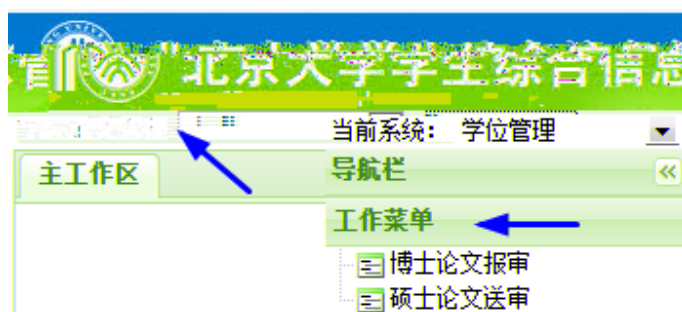 北京大学学生综合信息
当前系统： 学位管理
主工作区
导航栏
工作菜单
博士论文报审
硕士论文送审